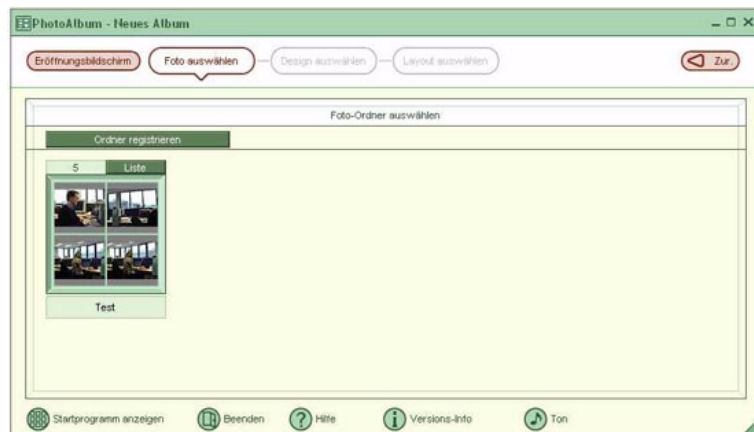 PhotoAlbum - Neues Album
Eröffnungsbildschirm Foto auswählen Design auswählen Layout auswählen Zur.
Foto-Ordner auswählen
Ordner registrieren
5 Liste
Test
Startprogramm anzeigen Beenden Hilfe Versions-Info Ton